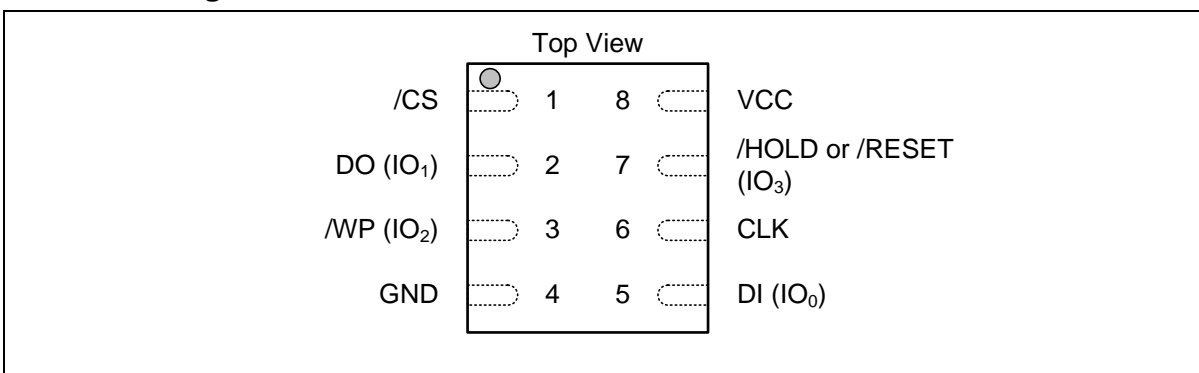 Top View
/CS 1 8 VCC
DO (IO₁) 2 7 /HOLD or /RESET
(IO₃)
/WP (IO₂) 3 6 CLK
GND 4 5 DI (IO₀)